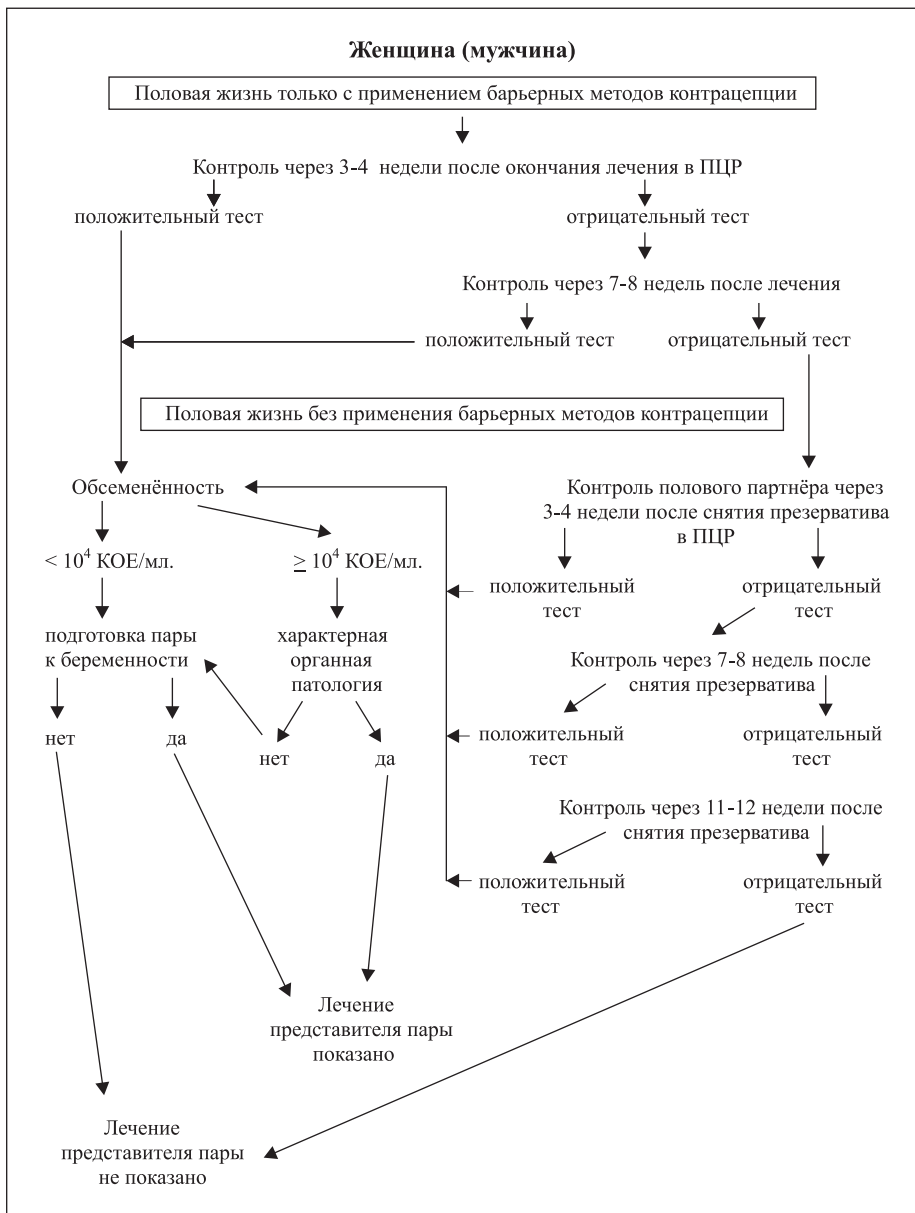 Женщина (мужчина)
Половая жизнь только с применением барьерных методов контрацепции
Контроль через 3-4 недели после окончания лечения в ПЦР
положительный тест
отрицательный тест
Контроль через 7-8 недель после лечения
положительный тест
отрицательный тест
Половая жизнь без применения барьерных методов контрацепции
Обсеменённость
Контроль полового партнёра через
3-4 недели после снятия презерватива
в ПЦР
< 10⁴ КОЕ/мл.
≥ 10⁴ КОЕ/мл.
положительный
тест
отрицательный
тест
подготовка пары
к беременности
характерная
органная
патология
Контроль через 7-8 недель после
снятия презерватива
нет
да
нет
да
положительный
тест
отрицательный
тест
Контроль через 11-12 недели после
снятия презерватива
положительный
тест
отрицательный
тест
Лечение
представителя пары
показано
Лечение
представителя пары
не показано